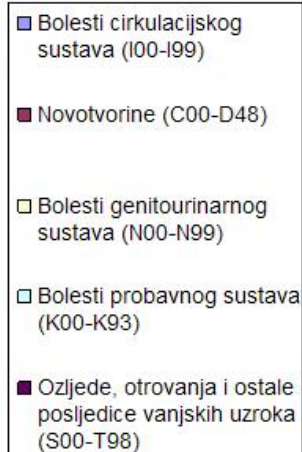 Bolesti cirkulacijskog
sustava (I00-I99)
Novotvorine (C00-D48)
Bolesti genitourinarnog
sustava (N00-N99)
Bolesti probavnog sustava
(K00-K93)
Ozljede, otrovanja i ostale
posljedice vanjskih uzroka
(S00-T98)